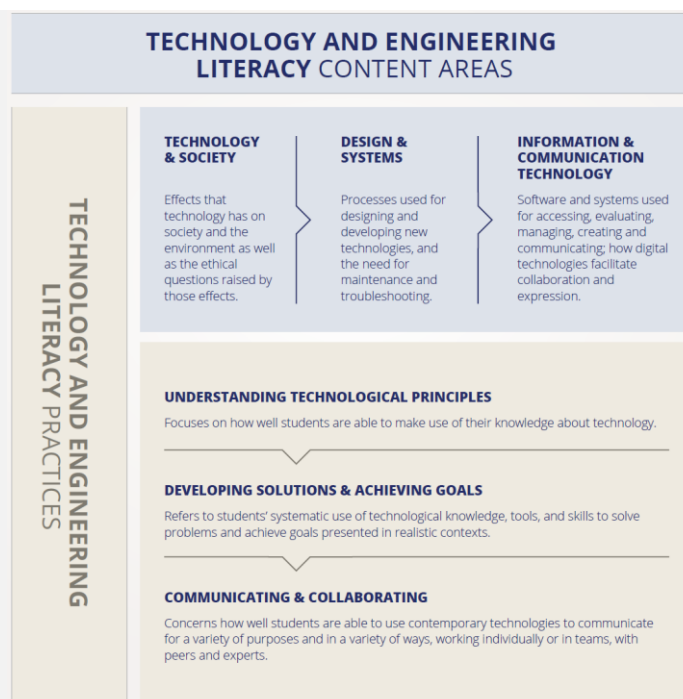 TECHNOLOGY AND ENGINEERING
LITERACY CONTENT AREAS
TECHNOLOGY AND ENGINEERING
LITERACY PRACTICES
TECHNOLOGY
& SOCIETY
Effects that
technology has on
society and the
environment as well
as the ethical
questions raised by
those effects.
DESIGN &
SYSTEMS
Processes used for
designing and
developing new
technologies, and
the need for
maintenance and
troubleshooting.
INFORMATION &
COMMUNICATION
TECHNOLOGY
Software and systems used
for accessing, evaluating,
managing, creating and
communicating; how digital
technologies facilitate
collaboration and
expression.
UNDERSTANDING TECHNOLOGICAL PRINCIPLES
Focuses on how well students are able to make use of their knowledge about technology.
DEVELOPING SOLUTIONS & ACHIEVING GOALS
Refers to students' systematic use of technological knowledge, tools, and skills to solve
problems and achieve goals presented in realistic contexts.
COMMUNICATING & COLLABORATING
Concerns how well students are able to use contemporary technologies to communicate
for a variety of purposes and in a variety of ways, working individually or in teams, with
peers and experts.